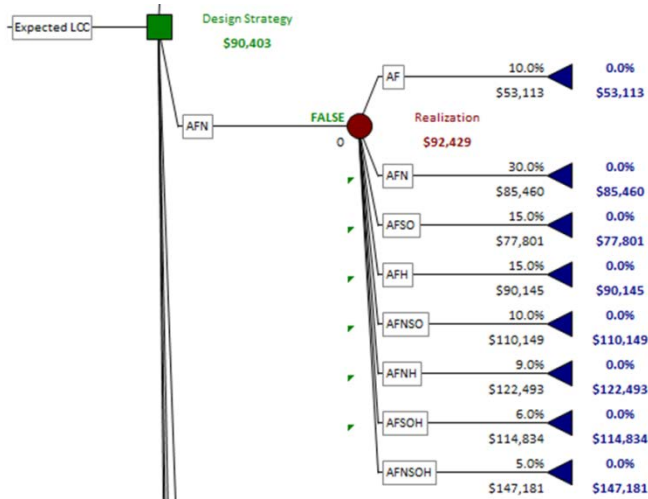 Expected LCC
Design Strategy
$90,403
AFN
FALSE
0
Realization
$92,429
AF
10.0%
$53,113
0.0%
$53,113
AFN
30.0%
$85,460
0.0%
$85,460
AFSO
15.0%
$77,801
0.0%
$77,801
AFH
15.0%
$90,145
0.0%
$90,145
AFNSO
10.0%
$110,149
0.0%
$110,149
AFNH
9.0%
$122,493
0.0%
$122,493
AFSOH
6.0%
$114,834
0.0%
$114,834
AFNSOH
5.0%
$147,181
0.0%
$147,181